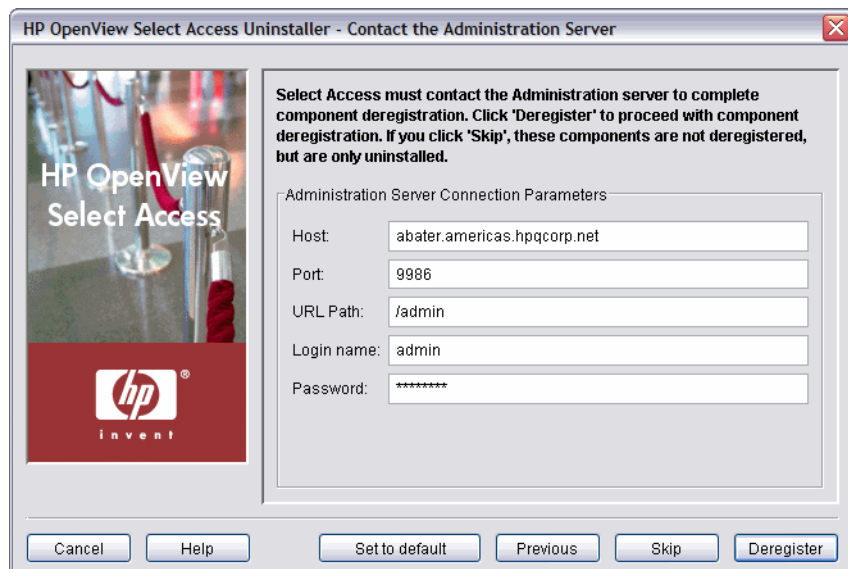 HP OpenView Select Access Uninstaller - Contact the Administration Server
HP OpenView
Select Access
hp
®
invent
Select Access must contact the Administration server to complete
component deregistration. Click 'Deregister' to proceed with component
deregistration. If you click 'Skip', these components are not deregistered,
but are only uninstalled.
Administration Server Connection Parameters
Host: abater.americas.hpqcorp.net
Port: 9986
URL Path: /admin
Login name: admin
Password: ********
Cancel Help Set to default Previous Skip Deregister